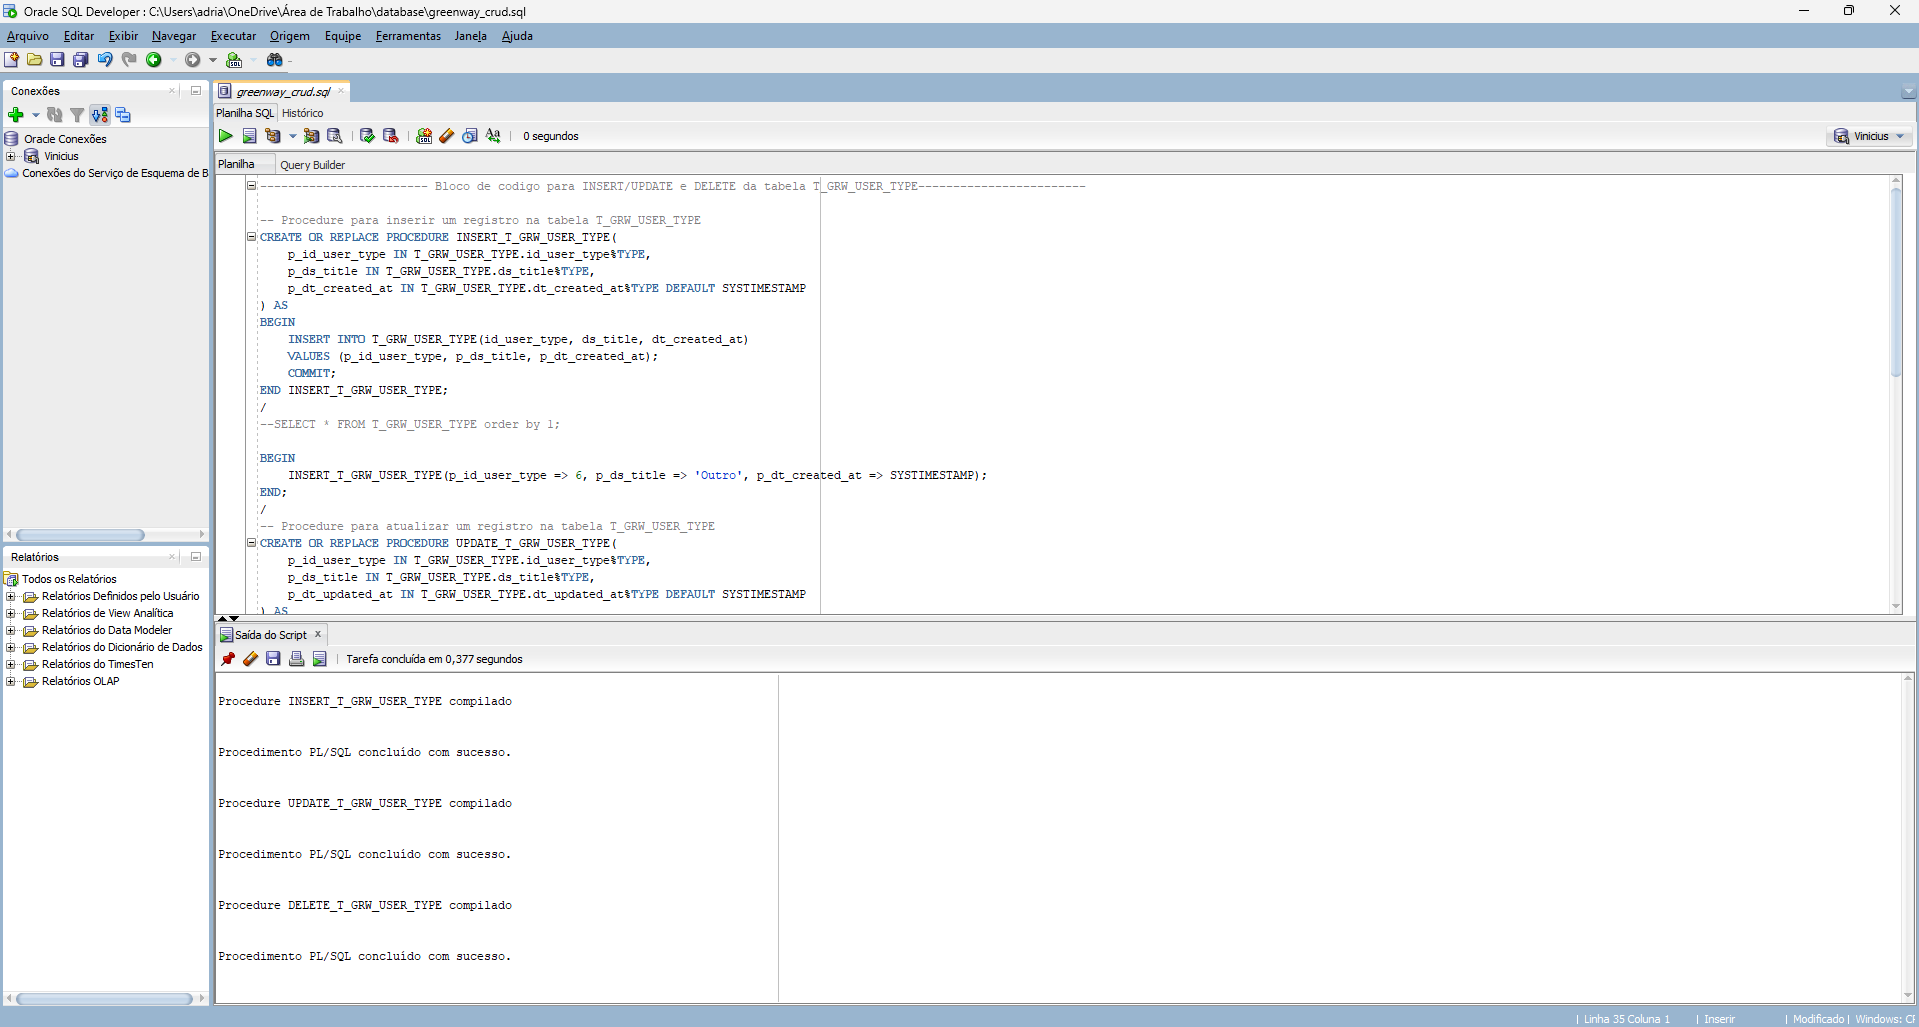 Oracle SQL Developer : C:\Users\adria\OneDrive\Área de Trabalho\database\greenway_crud.sql
Arquivo Editar Exibir Navegar Executar Origem Equipe Ferramentas Janela Ajuda
Conexões
Oracle Conexões
Vinicius
Conexões do Serviço de Esquema de B
Relatórios
Todos os Relatórios
Relatórios Definidos pelo Usuário
Relatórios de View Analítica
Relatórios do Data Modeler
Relatórios do Dicionário de Dados
Relatórios do TimesTen
Relatórios OLAP
greenway_crud.sql
Planilha SQL Histórico
0 segundos
Vinicius
Planilha Query Builder
------------------------ Bloco de codigo para INSERT/UPDATE e DELETE da tabela T_GRW_USER_TYPE------------------------
-- Procedure para inserir um registro na tabela T_GRW_USER_TYPE
CREATE OR REPLACE PROCEDURE INSERT_T_GRW_USER_TYPE(
p_id_user_type IN T_GRW_USER_TYPE.id_user_type%TYPE,
p_ds_title IN T_GRW_USER_TYPE.ds_title%TYPE,
p_dt_created_at IN T_GRW_USER_TYPE.dt_created_at%TYPE DEFAULT SYSTIMESTAMP
) AS
BEGIN
INSERT INTO T_GRW_USER_TYPE(id_user_type, ds_title, dt_created_at)
VALUES (p_id_user_type, p_ds_title, p_dt_created_at);
COMMIT;
END INSERT_T_GRW_USER_TYPE;
/
--SELECT * FROM T_GRW_USER_TYPE order by 1;
BEGIN
INSERT_T_GRW_USER_TYPE(p_id_user_type => 6, p_ds_title => 'Outro', p_dt_created_at => SYSTIMESTAMP);
END;
/
-- Procedure para atualizar um registro na tabela T_GRW_USER_TYPE
CREATE OR REPLACE PROCEDURE UPDATE_T_GRW_USER_TYPE(
p_id_user_type IN T_GRW_USER_TYPE.id_user_type%TYPE,
p_ds_title IN T_GRW_USER_TYPE.ds_title%TYPE,
p_dt_updated_at IN T_GRW_USER_TYPE.dt_updated_at%TYPE DEFAULT SYSTIMESTAMP
) AS
Saída do Script
Tarefa concluída em 0,377 segundos
Procedure INSERT_T_GRW_USER_TYPE compilado
Procedimento PL/SQL concluído com sucesso.
Procedure UPDATE_T_GRW_USER_TYPE compilado
Procedimento PL/SQL concluído com sucesso.
Procedure DELETE_T_GRW_USER_TYPE compilado
Procedimento PL/SQL concluído com sucesso.
| Linha 35 Coluna 1 | Inserir | Modificado | Windows: CF